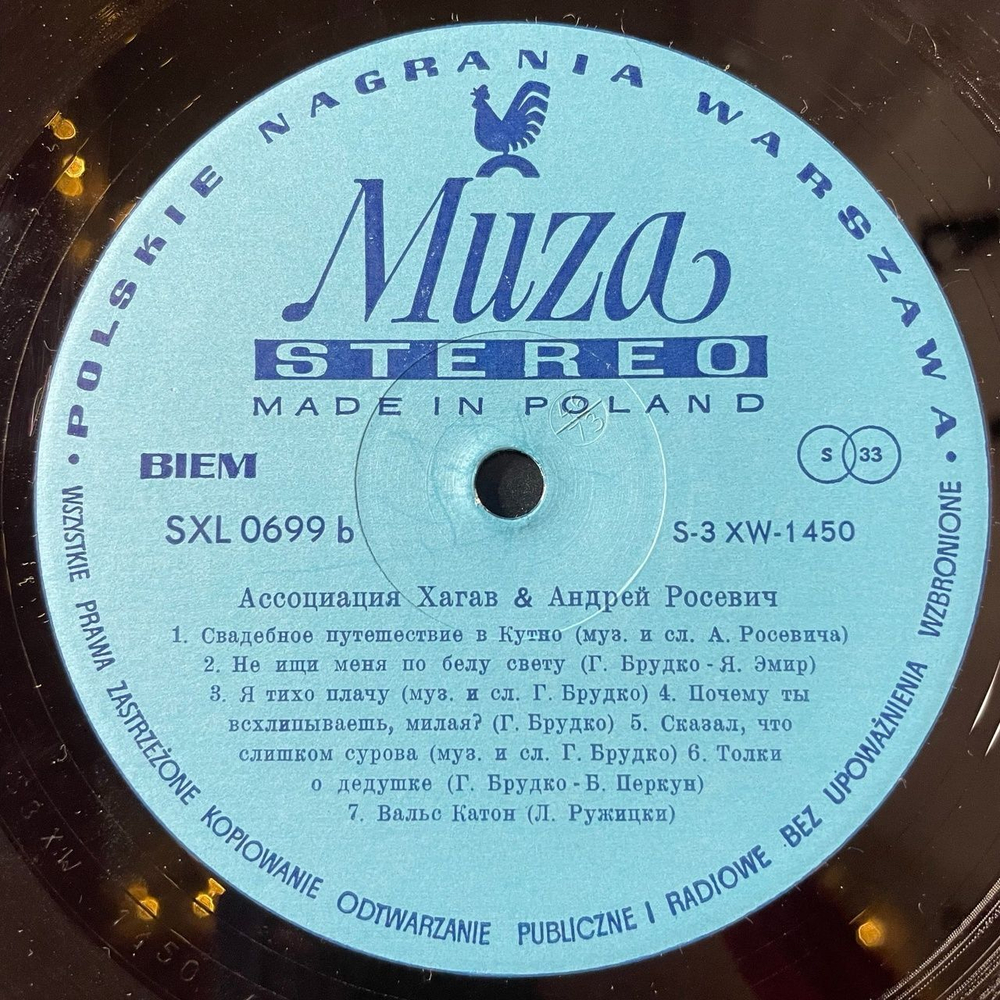 • POLSKIE NAGRANIA WARSZAWA •
Muza
STEREO
MADE IN POLAND
BIEM
S 33
SXL 0699 b
S-3 XW-1450
Ассоциация Хагав & Андрей Росевич
1. Свадебное путешествие в Кутно (муз. и сл. А. Росевича)
2. Не ищи меня по белу свету (Г. Брудко - Я. Эмир)
3. Я тихо плачу (муз. и сл. Г. Брудко) 4. Почему ты
всхлипываешь, милая? (Г. Брудко) 5. Сказал, что
слишком сурова (муз. и сл. Г. Брудко) 6. Толки
о дедушке (Г. Брудко - Б. Перкун)
7. Вальс Катон (Л. Ружицки)
WSZYSTKIE PRAWA ZASTRZEŻONE KOPIOWANIE ODTWARZANIE PUBLICZNE I RADIOWE BEZ UPOWAŻNIENIA WZBRONIONE